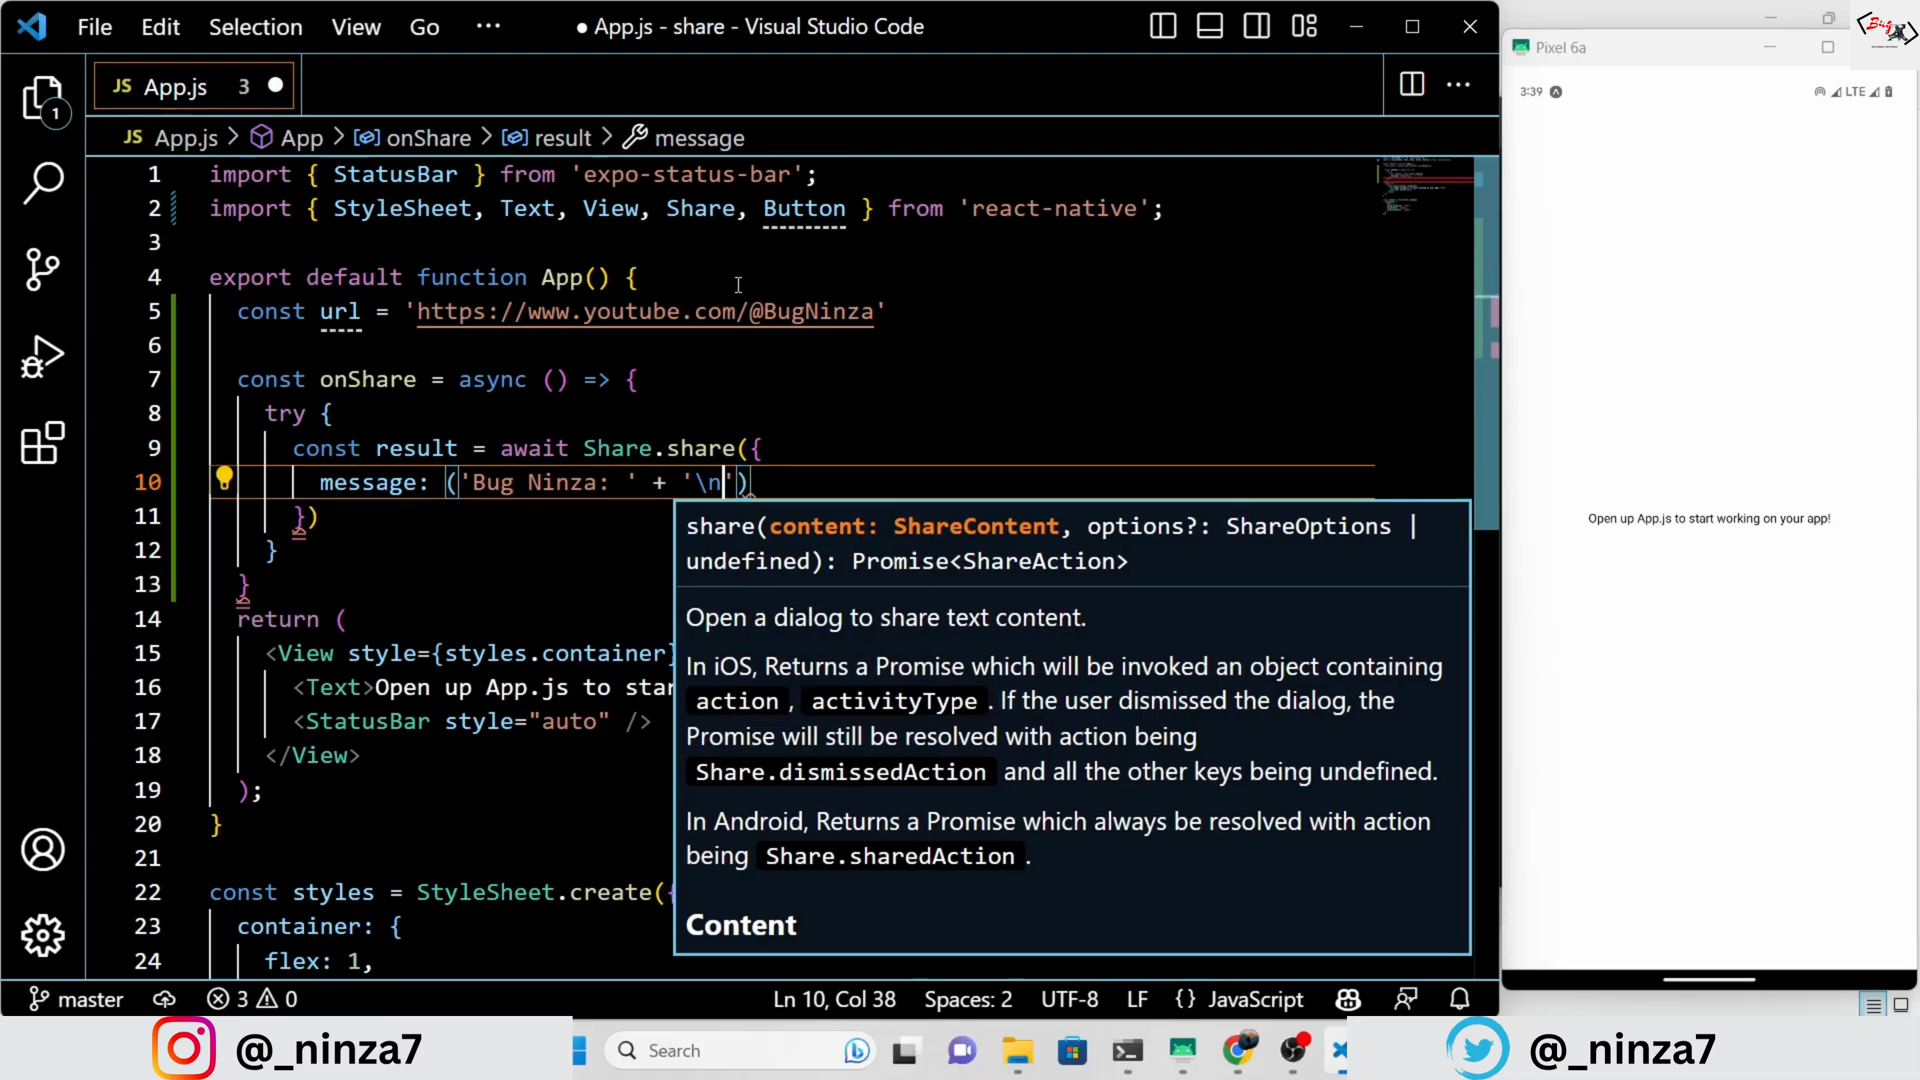 File Edit Selection View Go ··· ● App.js - share - Visual Studio Code
JS App.js 3 ●
JS App.js > App > onShare > result > message
1 import { StatusBar } from 'expo-status-bar';
2 import { StyleSheet, Text, View, Share, Button } from 'react-native';
3
4 export default function App() {
5 const url = 'https://www.youtube.com/@BugNinza'
6
7 const onShare = async () => {
8 try {
9 const result = await Share.share({
10 message: ('Bug Ninza: ' + '\n')
11 })
12 }
13 }
14 return (
15 <View style={styles.container}
16 <Text>Open up App.js to star
17 <StatusBar style="auto" />
18 </View>
19 );
20 }
21
22 const styles = StyleSheet.create({
23 container: {
24 flex: 1,
share(content: ShareContent, options?: ShareOptions |
undefined): Promise<ShareAction>
Open a dialog to share text content.
In iOS, Returns a Promise which will be invoked an object containing
action, activityType. If the user dismissed the dialog, the
Promise will still be resolved with action being
Share.dismissedAction and all the other keys being undefined.
In Android, Returns a Promise which always be resolved with action
being Share.sharedAction.
Content
1
master 3 0 Ln 10, Col 38 Spaces: 2 UTF-8 LF {} JavaScript
Pixel 6a
3:39 LTE
Open up App.js to start working on your app!
@_ninza7
Search
@_ninza7